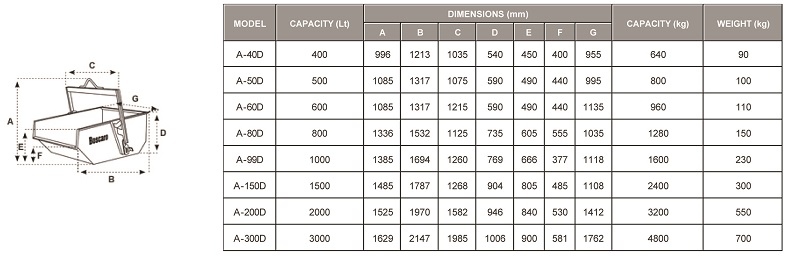 MODEL CAPACITY (Lt) DIMENSIONS (mm) CAPACITY (kg) WEIGHT (kg)
A B C D E F G
A-40D 400 996 1213 1035 540 450 400 955 640 90
A-50D 500 1085 1317 1075 590 490 440 995 800 100
A-60D 600 1085 1317 1215 590 490 440 1135 960 110
A-80D 800 1336 1532 1125 735 605 555 1035 1280 150
A-99D 1000 1385 1694 1260 769 666 377 1118 1600 230
A-150D 1500 1485 1787 1268 904 805 485 1108 2400 300
A-200D 2000 1525 1970 1582 946 840 530 1412 3200 550
A-300D 3000 1629 2147 1985 1006 900 581 1762 4800 700
C
G
A
D
Boscaro
E
F
B